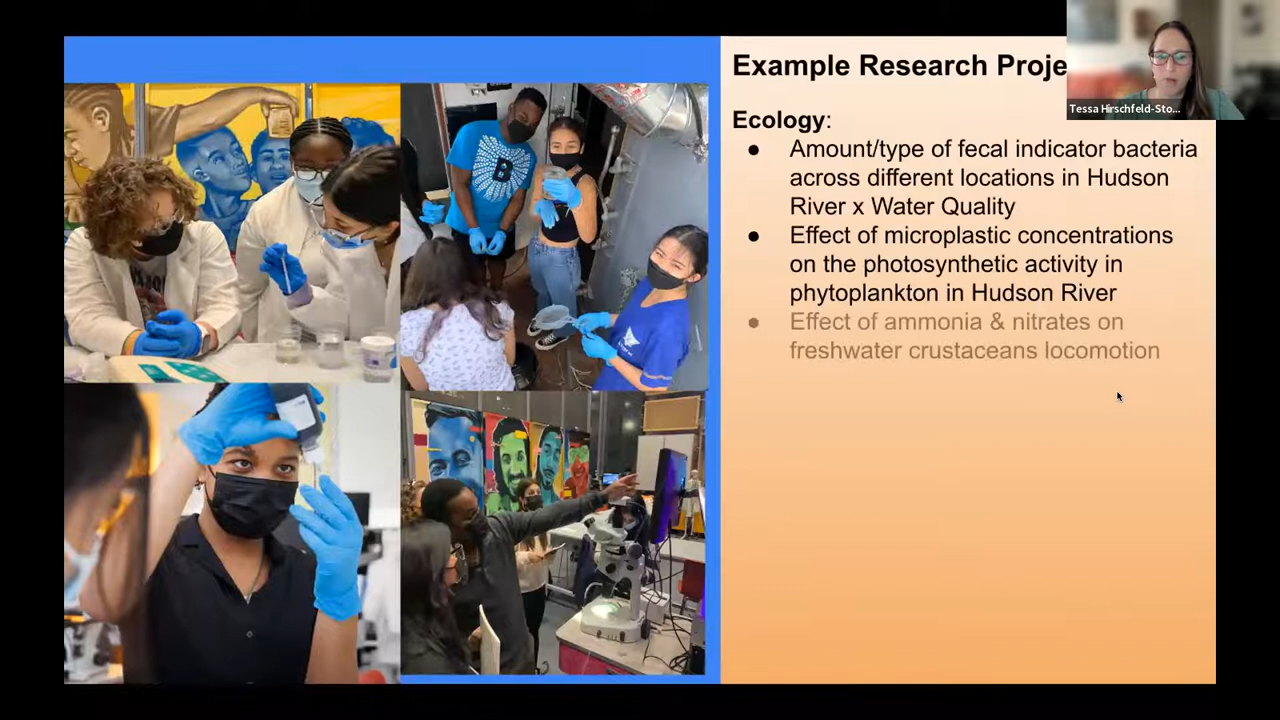 Example Research Proje
Tessa Hirschfeld-Sto...
Ecology:
● Amount/type of fecal indicator bacteria
across different locations in Hudson
River x Water Quality
● Effect of microplastic concentrations
on the photosynthetic activity in
phytoplankton in Hudson River
● Effect of ammonia & nitrates on
freshwater crustaceans locomotion
B